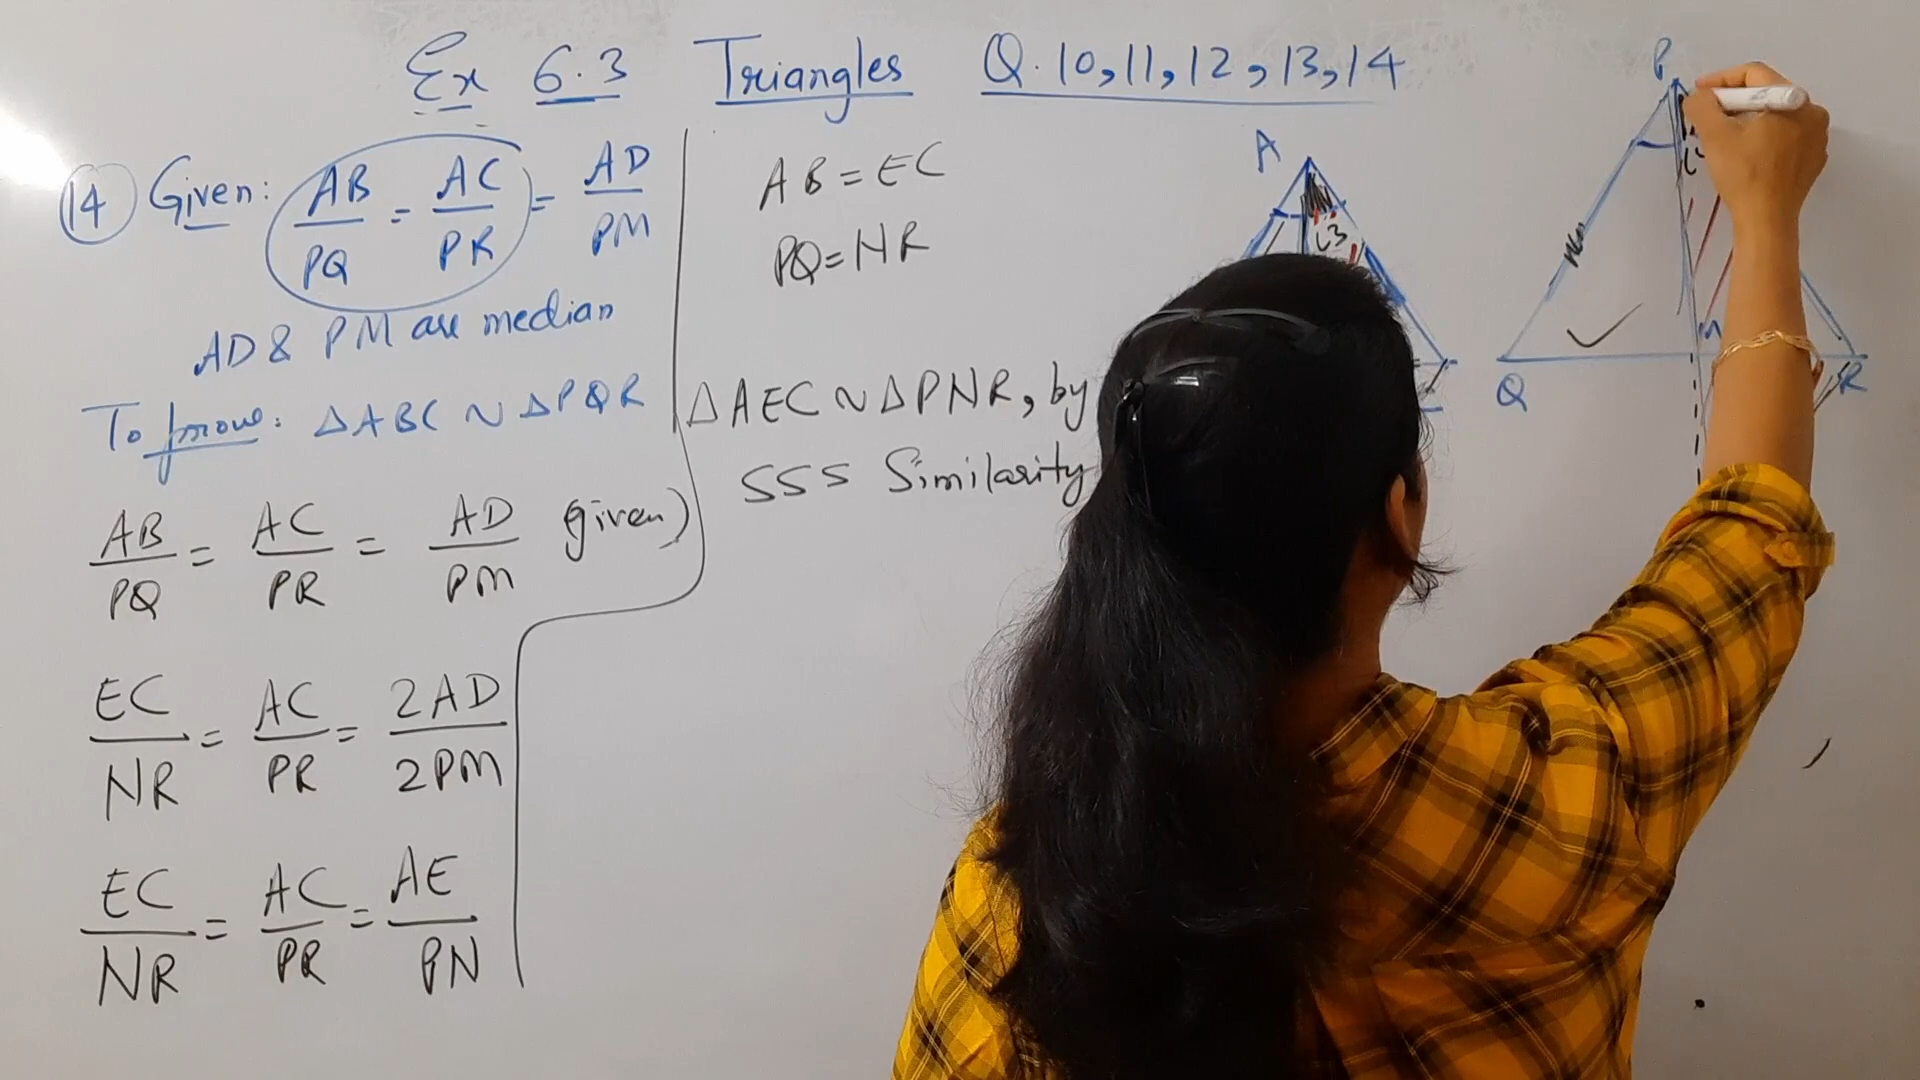 Ex 6.3 Triangles Q. 10, 11, 12, 13, 14
(14) Given: AB/PQ = AC/PR = AD/PM
AD & PM are median
To prove: △ABC ~ △PQR
AB/PQ = AC/PR = AD/PM given)
EC/NR = AC/PR = 2AD/2PM
EC/NR = AC/PR = AE/PN
AB = EC
PQ = NR
△AEC ~ △PNR, by
SSS Similarity
A
L3
P
Q
M
R